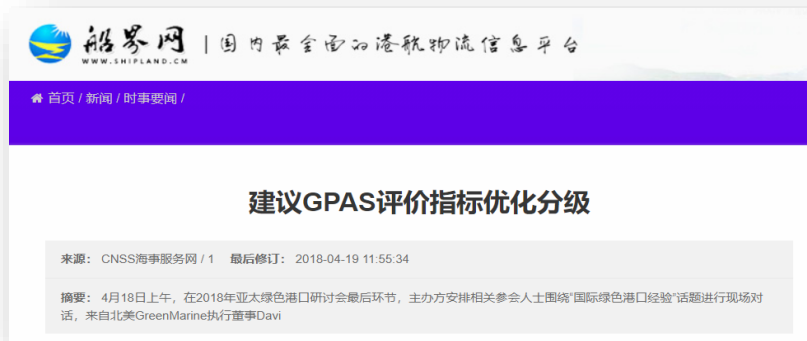 船界网 | 国内最全面的港航物流信息平台
WWW.SHIPLAND.CM
首页 / 新闻 / 时事要闻 /
建议GPAS评价指标优化分级
来源： CNSS海事服务网 / 1 最后修订： 2018-04-19 11:55:34
摘要： 4月18日上午，在2018年亚太绿色港口研讨会最后环节，主办方安排相关参会人士围绕"国际绿色港口经验"话题进行现场对
话，来自北美GreenMarine执行董事Davi